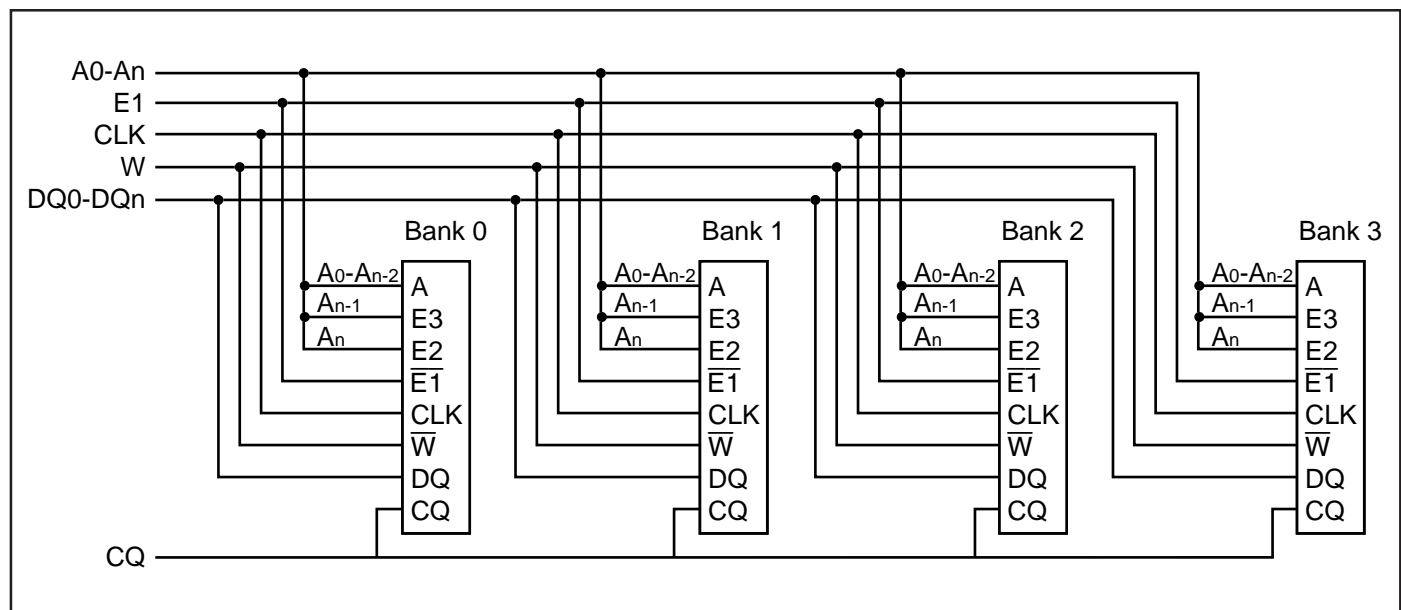 A0-An
E1
CLK
W
DQ0-DQn
Bank 0
A0-An-2
An-1
An
A
E3
E2
E1
CLK
W
DQ
CQ
Bank 1
A0-An-2
An-1
An
A
E3
E2
E1
CLK
W
DQ
CQ
Bank 2
A0-An-2
An-1
An
A
E3
E2
E1
CLK
W
DQ
CQ
Bank 3
A0-An-2
An-1
An
A
E3
E2
E1
CLK
W
DQ
CQ
CQ